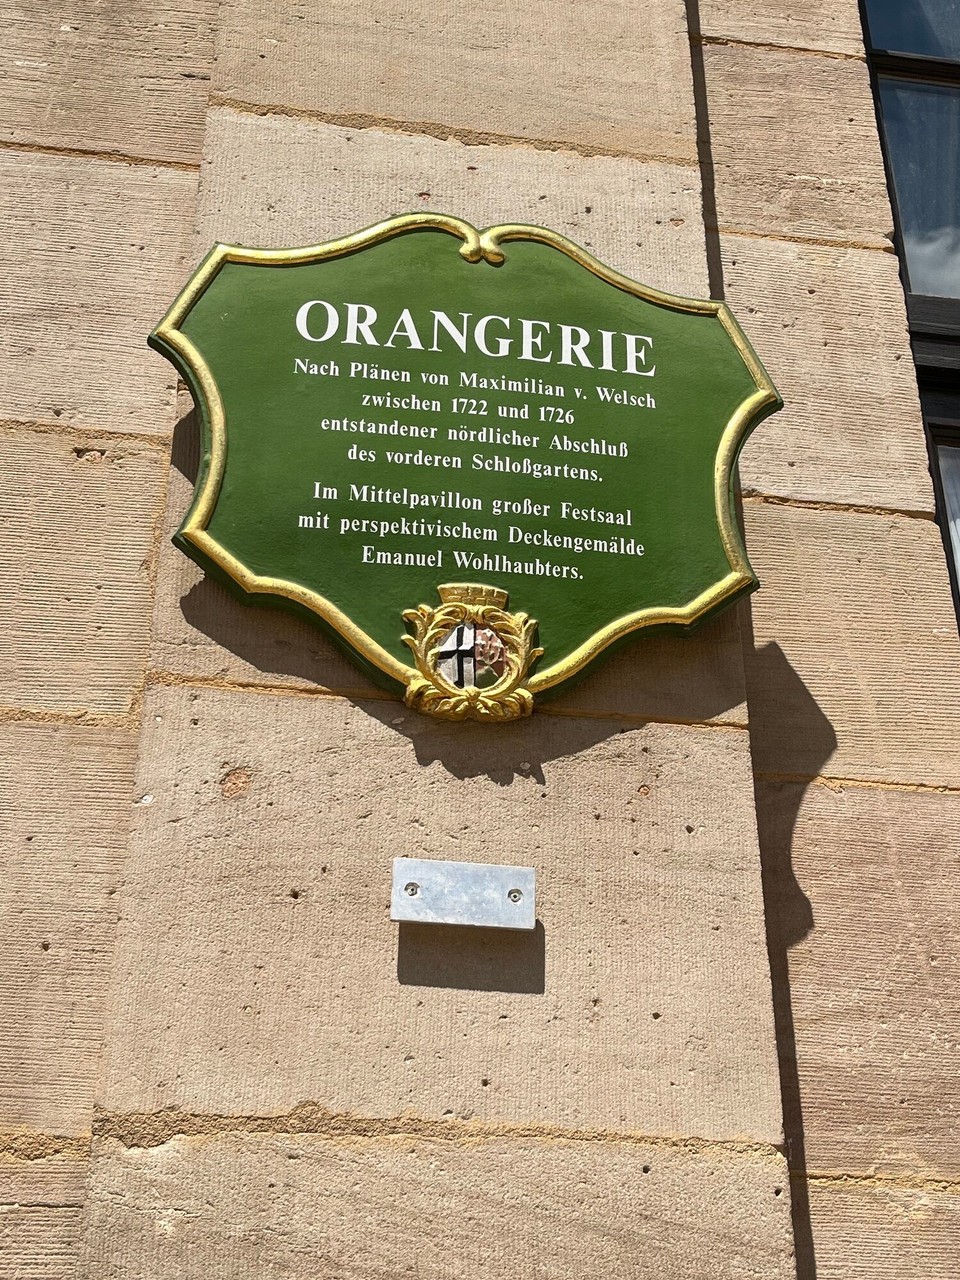 ORANGERIE
Nach Plänen von Maximilian v. Welsch
zwischen 1722 und 1726
entstandener nördlicher Abschluß
des vorderen Schloßgartens.
Im Mittelpavillon großer Festsaal
mit perspektivischem Deckengemälde
Emanuel Wohlhaubters.